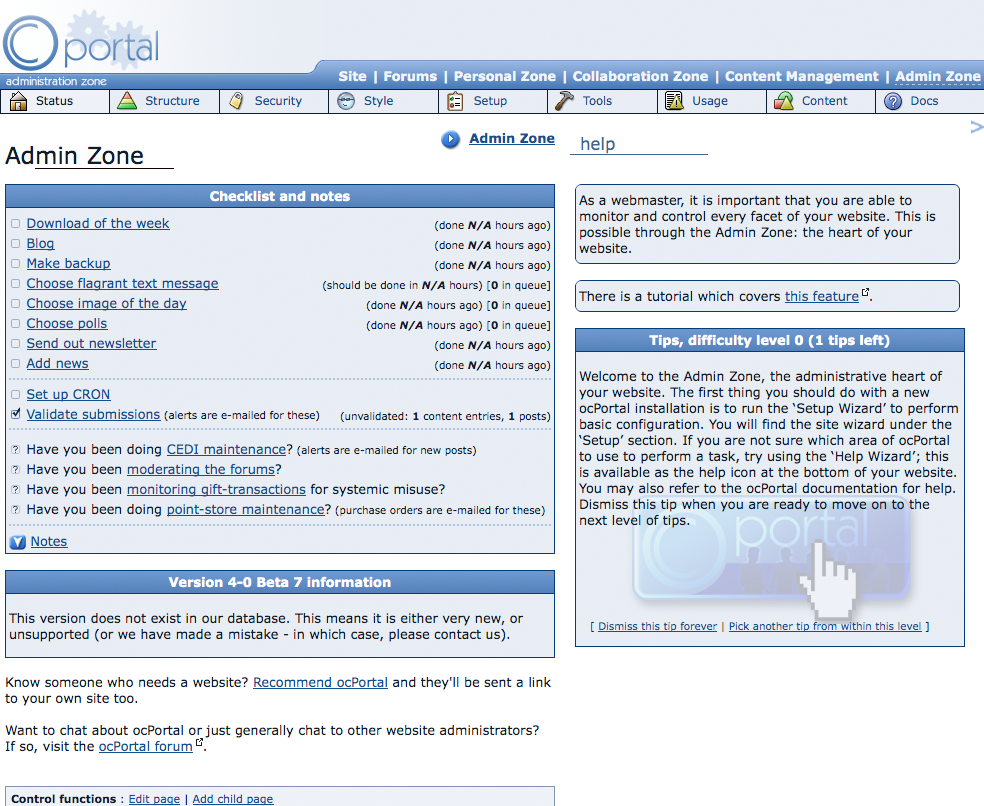 ocPortal
administration zone
Site | Forums | Personal Zone | Collaboration Zone | Content Management | Admin Zone
Status Structure Security Style Setup Tools Usage Content Docs
Admin Zone
Admin Zone
Checklist and notes
Download of the week (done N/A hours ago)
Blog (done N/A hours ago)
Make backup (done N/A hours ago)
Choose flagrant text message (should be done in N/A hours) [0 in queue]
Choose image of the day (done N/A hours ago) [0 in queue]
Choose polls (done N/A hours ago) [0 in queue]
Send out newsletter (done N/A hours ago)
Add news (done N/A hours ago)
Set up CRON
Validate submissions (alerts are e-mailed for these) (unvalidated: 1 content entries, 1 posts)
? Have you been doing CEDI maintenance? (alerts are e-mailed for new posts)
? Have you been moderating the forums?
? Have you been monitoring gift-transactions for systemic misuse?
? Have you been doing point-store maintenance? (purchase orders are e-mailed for these)
Notes
Version 4-0 Beta 7 information
This version does not exist in our database. This means it is either very new, or
unsupported (or we have made a mistake - in which case, please contact us).
Know someone who needs a website? Recommend ocPortal and they'll be sent a link
to your own site too.
Want to chat about ocPortal or just generally chat to other website administrators?
If so, visit the ocPortal forum.
Control functions : Edit page | Add child page
>
help
As a webmaster, it is important that you are able to
monitor and control every facet of your website. This is
possible through the Admin Zone: the heart of your
website.
There is a tutorial which covers this feature.
Tips, difficulty level 0 (1 tips left)
Welcome to the Admin Zone, the administrative heart of
your website. The first thing you should do with a new
ocPortal installation is to run the ‘Setup Wizard’ to perform
basic configuration. You will find the site wizard under the
‘Setup’ section. If you are not sure which area of ocPortal
to use to perform a task, try using the ‘Help Wizard’; this
is available as the help icon at the bottom of your website.
You may also refer to the ocPortal documentation for help.
Dismiss this tip when you are ready to move on to the
next level of tips.
ocPortal
[ Dismiss this tip forever | Pick another tip from within this level ]